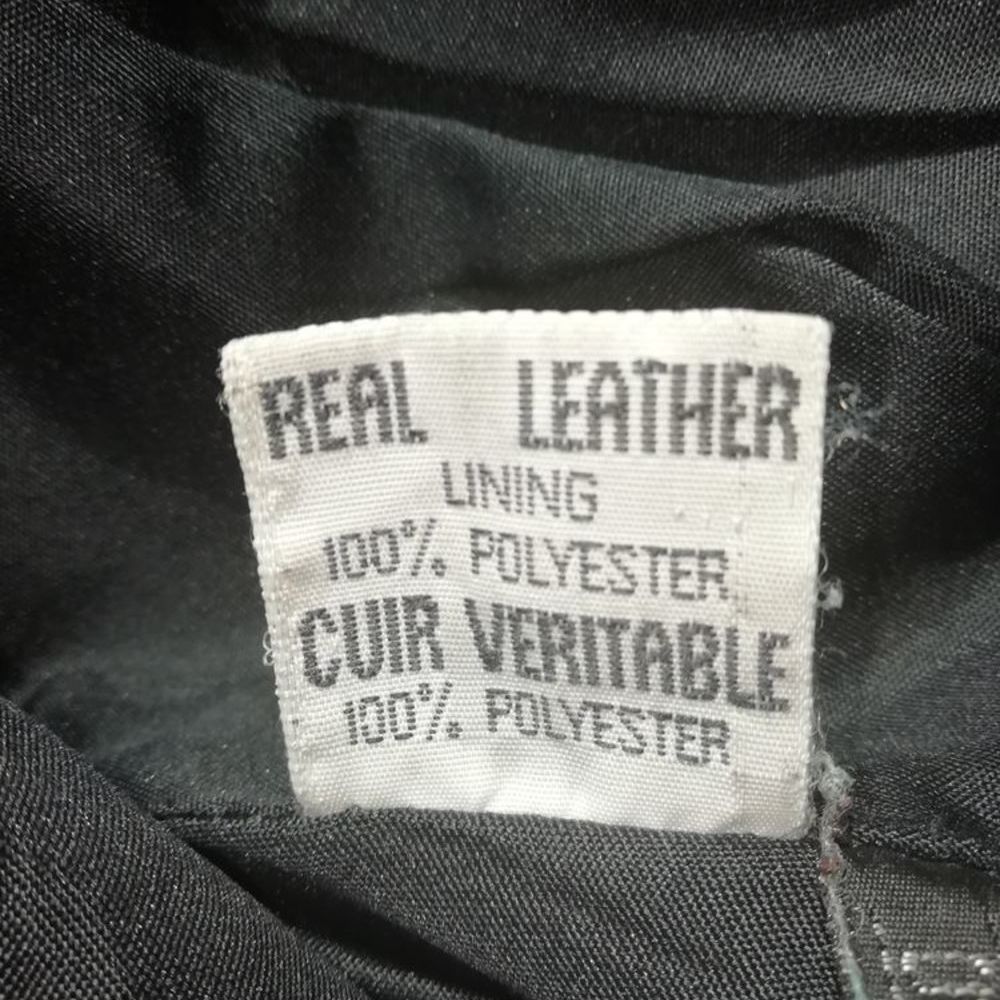 REAL LEATHER
LINING
100% POLYESTER
CUIR VERITABLE
100% POLYESTER